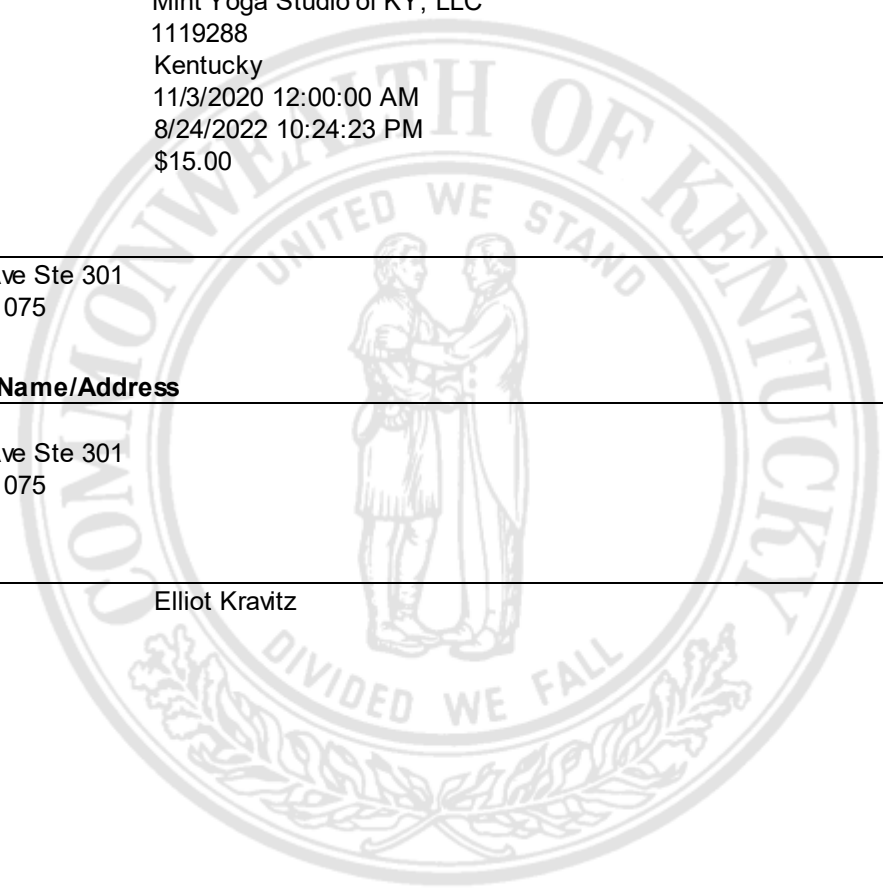 Mint Yoga Studio of KY, LLC
1119288
Kentucky
11/3/2020 12:00:00 AM
8/24/2022 10:24:23 PM
$15.00
ve Ste 301
075
Name/Address
ve Ste 301
075
Elliot Kravitz
COMMONWEALTH OF KENTUCKY
UNITED WE STAND
DIVIDED WE FALL